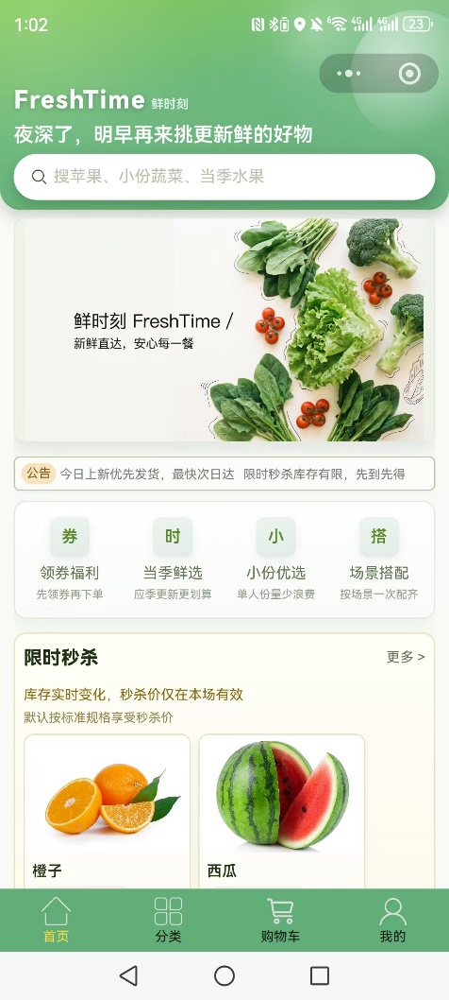 1:02
6 4G 4G 23
FreshTime 鲜时刻
夜深了，明早再来挑更新鲜的好物
搜苹果、小份蔬菜、当季水果
鲜时刻 FreshTime /
新鲜直达，安心每一餐
公告 今日上新优先发货，最快次日达 限时秒杀库存有限，先到先得
券 时 小 搭
领券福利 当季鲜选 小份优选 场景搭配
先领券再下单 应季更新更划算 单人份量少浪费 按场景一次配齐
限时秒杀 更多 >
库存实时变化，秒杀价仅在本场有效
默认按标准规格享受秒杀价
橙子 西瓜
首页 分类 购物车 我的